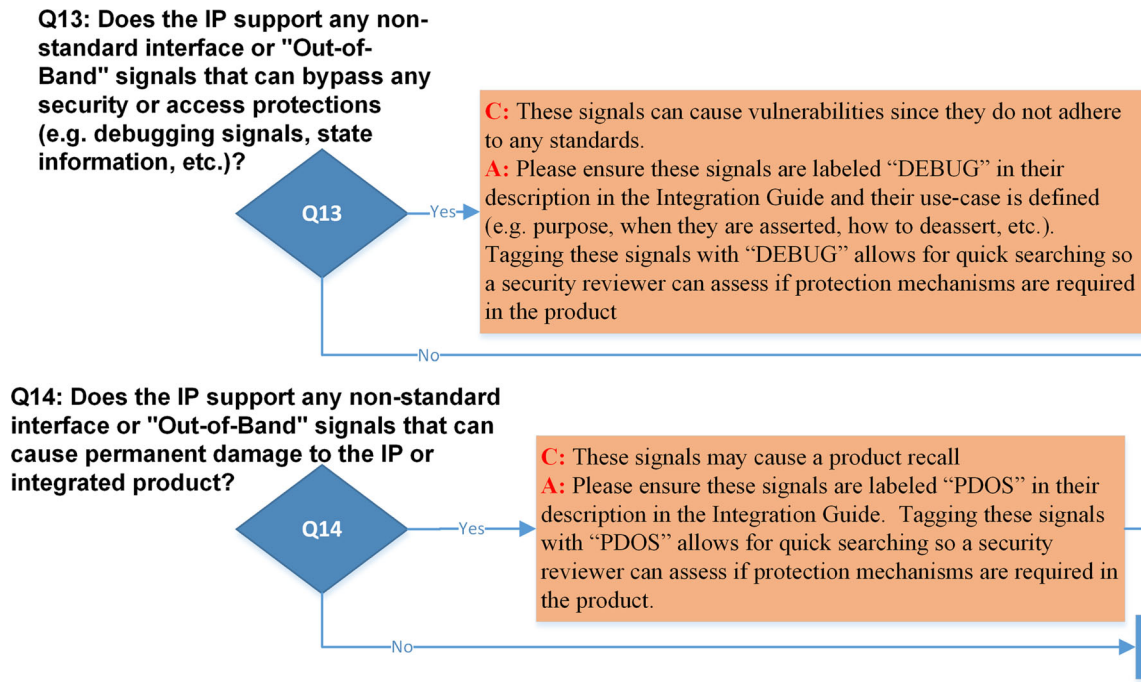 Q13: Does the IP support any non-
standard interface or "Out-of-
Band" signals that can bypass any
security or access protections
(e.g. debugging signals, state
information, etc.)?
C: These signals can cause vulnerabilities since they do not adhere
to any standards.
A: Please ensure these signals are labeled “DEBUG” in their
description in the Integration Guide and their use-case is defined
(e.g. purpose, when they are asserted, how to deassert, etc.).
Tagging these signals with “DEBUG” allows for quick searching so
a security reviewer can assess if protection mechanisms are required
in the product
Q13
Yes
No
Q14: Does the IP support any non-standard
interface or "Out-of-Band" signals that can
cause permanent damage to the IP or
integrated product?
C: These signals may cause a product recall
A: Please ensure these signals are labeled “PDOS” in their
description in the Integration Guide.  Tagging these signals
with “PDOS” allows for quick searching so a security
reviewer can assess if protection mechanisms are required in
the product.
Q14
Yes
No